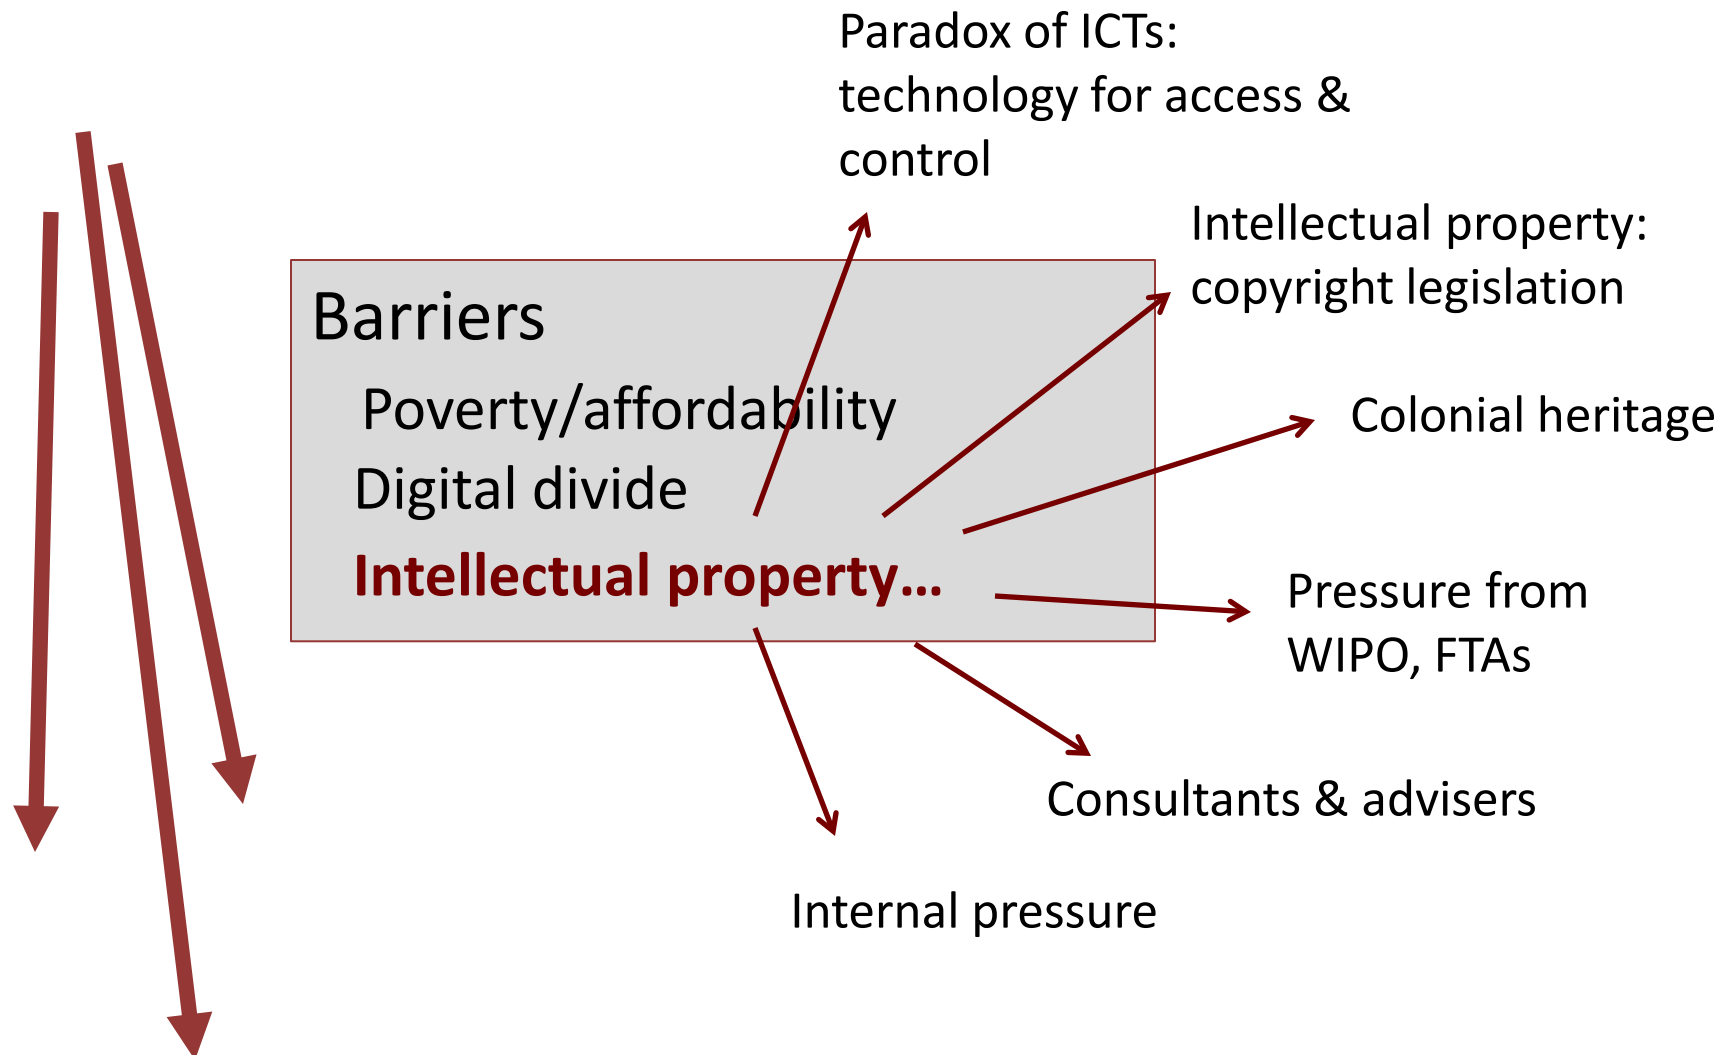 Paradox of ICTs:
technology for access &
control
Intellectual property:
copyright legislation
Barriers
Poverty/affordability
Colonial heritage
Digital divide
Intellectual property…
Pressure from
WIPO, FTAs
Consultants & advisers
Internal pressure